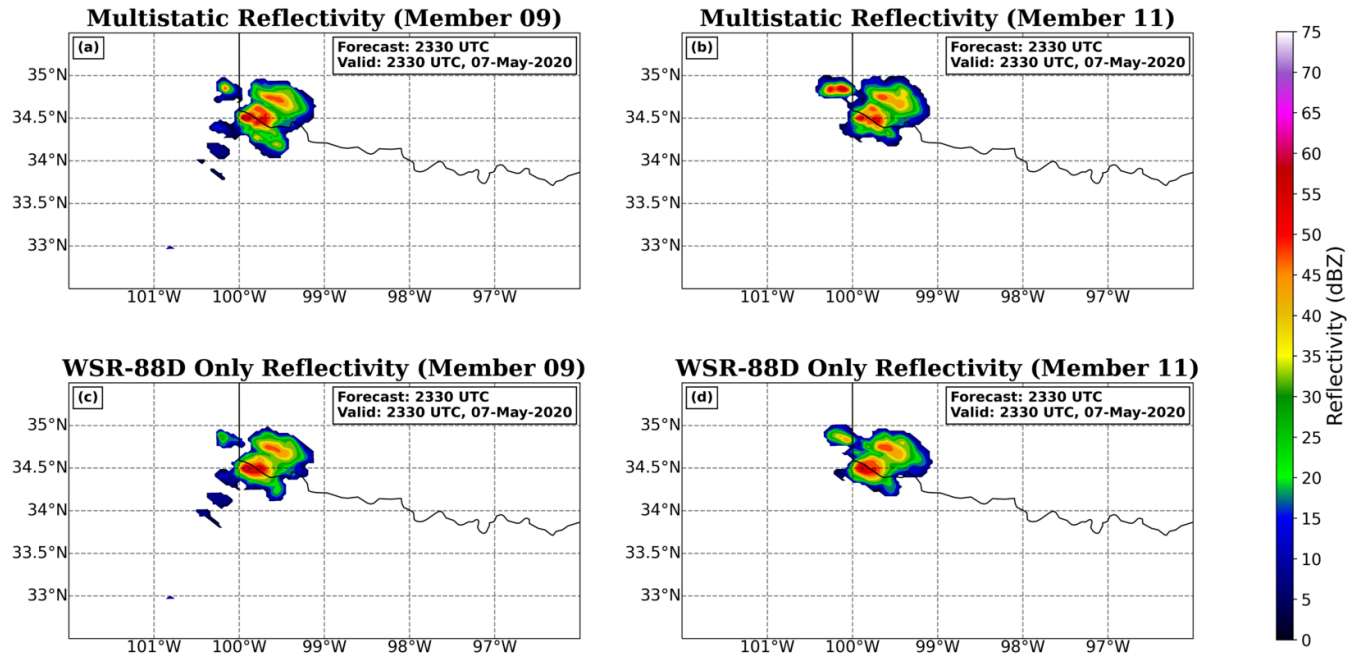 Multistatic Reflectivity (Member 09)
(a)
Forecast: 2330 UTC
Valid: 2330 UTC, 07-May-2020
35°N
34.5°N
34°N
33.5°N
33°N
101°W 100°W 99°W 98°W 97°W
Multistatic Reflectivity (Member 11)
(b)
Forecast: 2330 UTC
Valid: 2330 UTC, 07-May-2020
35°N
34.5°N
34°N
33.5°N
33°N
101°W 100°W 99°W 98°W 97°W
WSR-88D Only Reflectivity (Member 09)
(c)
Forecast: 2330 UTC
Valid: 2330 UTC, 07-May-2020
35°N
34.5°N
34°N
33.5°N
33°N
101°W 100°W 99°W 98°W 97°W
WSR-88D Only Reflectivity (Member 11)
(d)
Forecast: 2330 UTC
Valid: 2330 UTC, 07-May-2020
35°N
34.5°N
34°N
33.5°N
33°N
101°W 100°W 99°W 98°W 97°W
75
70
65
60
55
50
45
40
35
30
25
20
15
10
5
0
Reflectivity (dBZ)